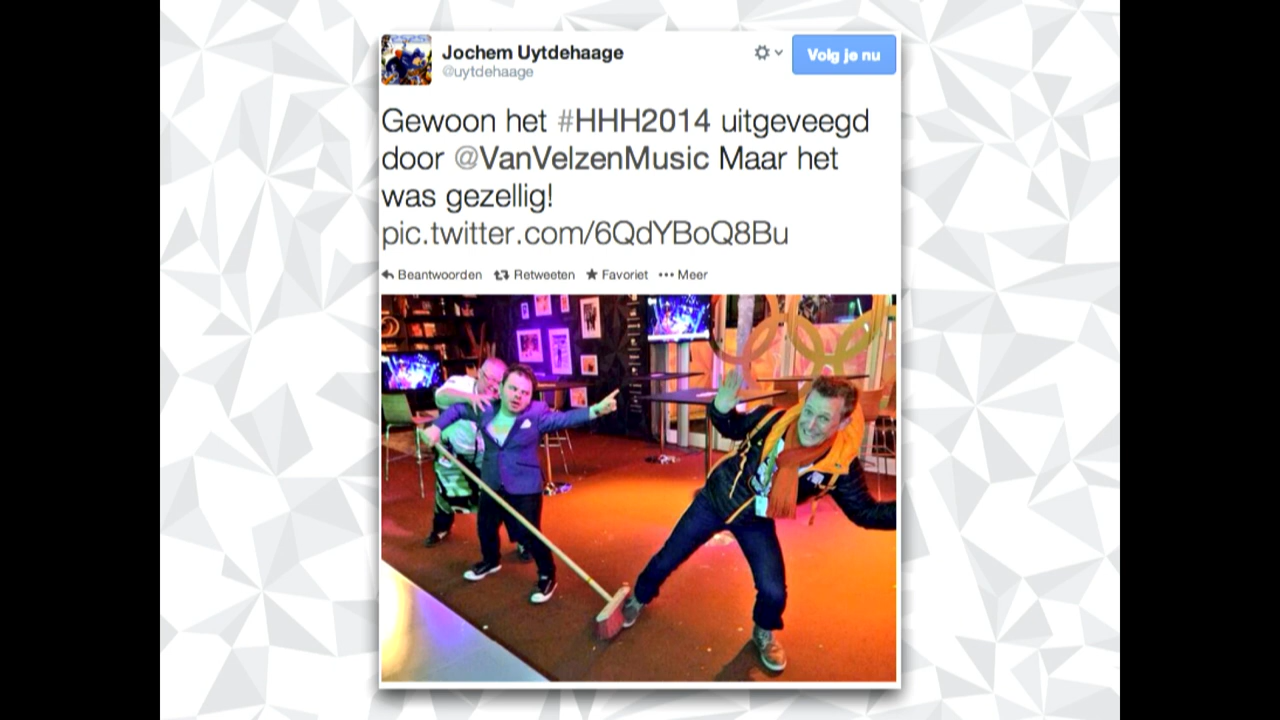 Jochem Uytdehaage
@uytdehaage
Volg je nu
Gewoon het #HHH2014 uitgeveegd
door @VanVelzenMusic Maar het
was gezellig!
pic.twitter.com/6QdYBoQ8Bu
Beantwoorden Retweeten Favoriet Meer